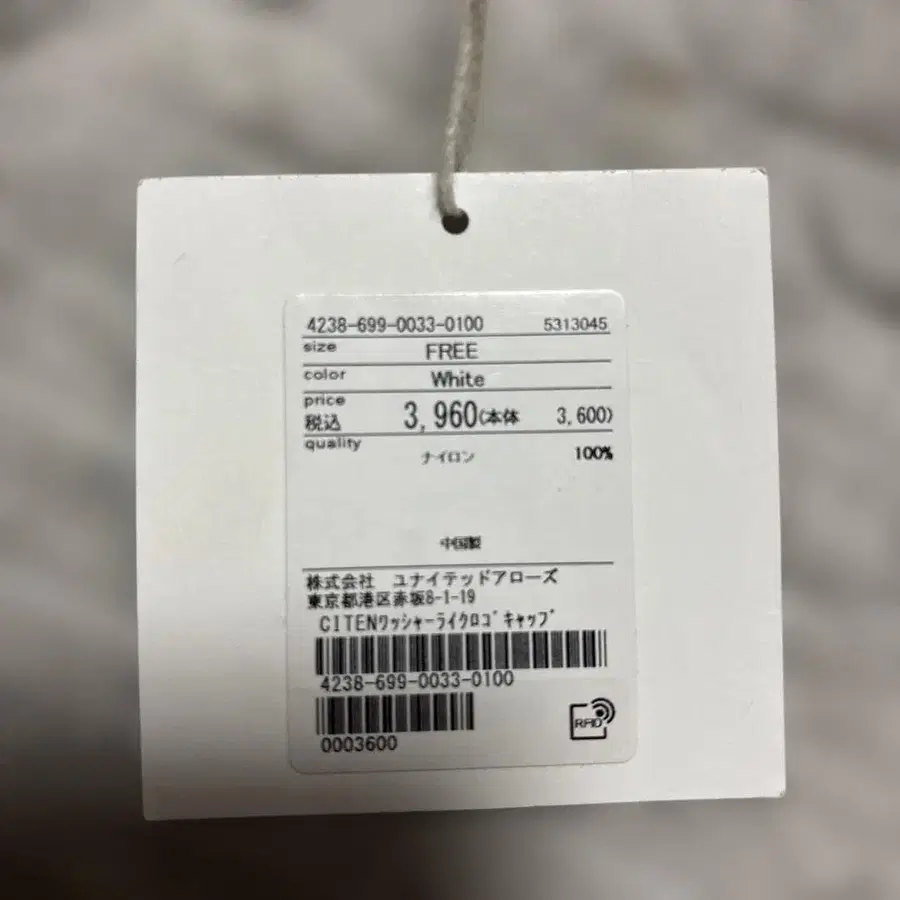 4238-699-0033-0100 5313045
size FREE
color White
price
税込 3,960(本体 3,600)
quality
ナイロン 100%
中国製
株式会社 ユナイテッドアローズ
東京都港区赤坂8-1-19
CITENワッシャーライクロゴキャップ
4238-699-0033-0100
0003600
RFID